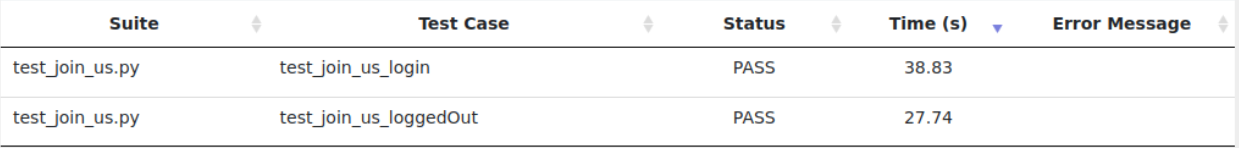 Suite Test Case Status Time (s) Error Message
test_join_us.py test_join_us_login PASS 38.83
test_join_us.py test_join_us_loggedOut PASS 27.74